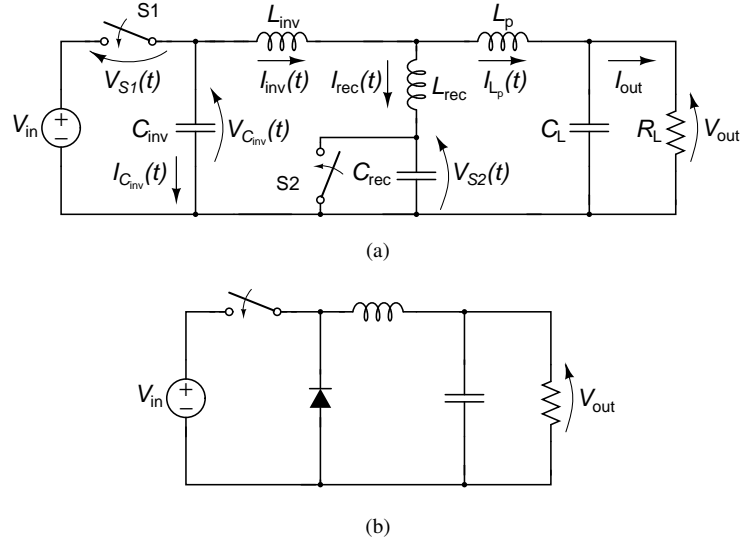 S1
L_inv
L_p
V_S1(t)
I_inv(t)
I_rec(t)
L_rec
I_Lp(t)
I_out
V_in
C_inv
V_Cinv(t)
C_L
R_L
V_out
I_Cinv(t)
S2
C_rec
V_S2(t)
(a)
V_in
V_out
(b)